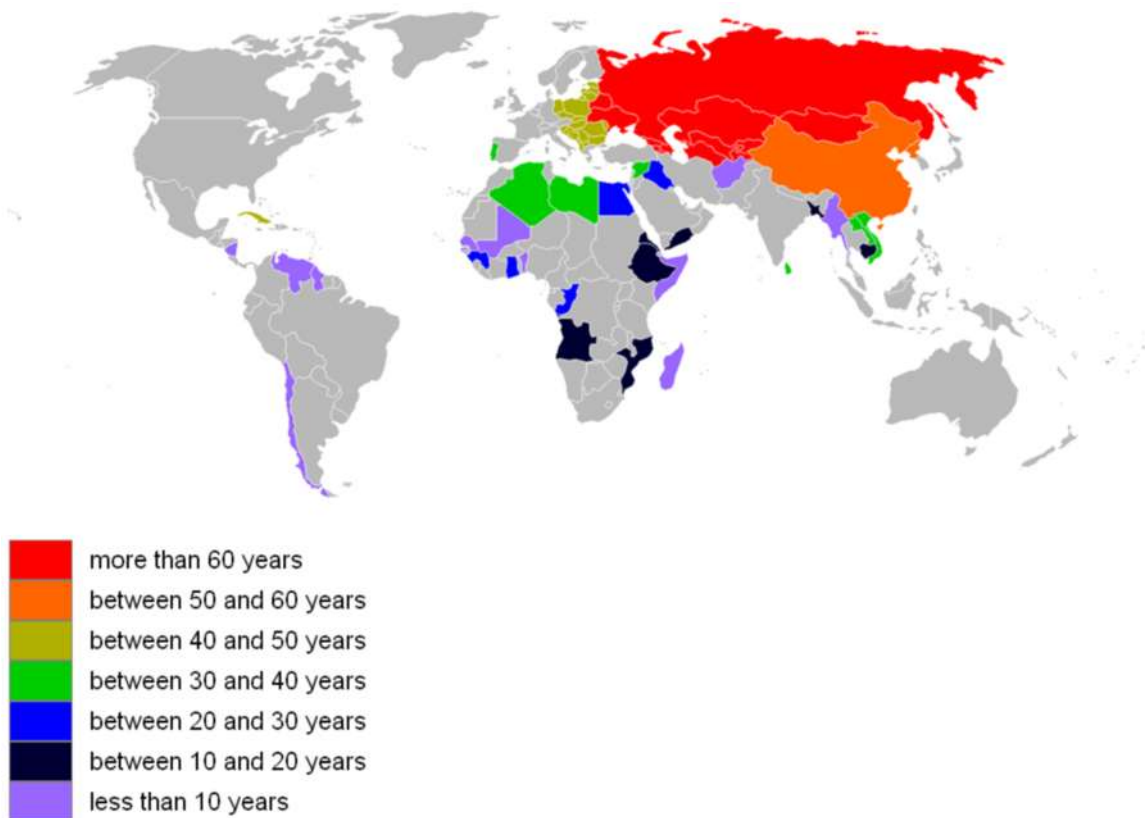 more than 60 years
between 50 and 60 years
between 40 and 50 years
between 30 and 40 years
between 20 and 30 years
between 10 and 20 years
less than 10 years